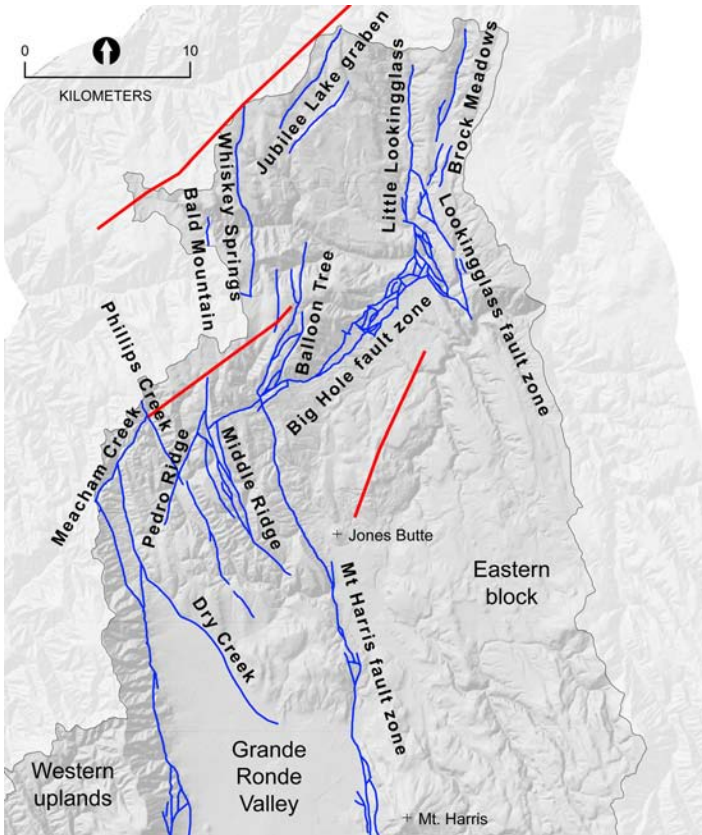 0 10
KILOMETERS
Jubilee Lake graben
Little Lookingglass
Brock Meadows
Whiskey Springs
Bald Mountain
Lookingglass fault zone
Balloon Tree
Phillips Creek
Big Hole fault zone
Meacham Creek
Pedro Ridge
Middle Ridge
Jones Butte
Eastern
block
Mt Harris fault zone
Dry Creek
Grande
Ronde
Valley
Western
uplands
Mt. Harris